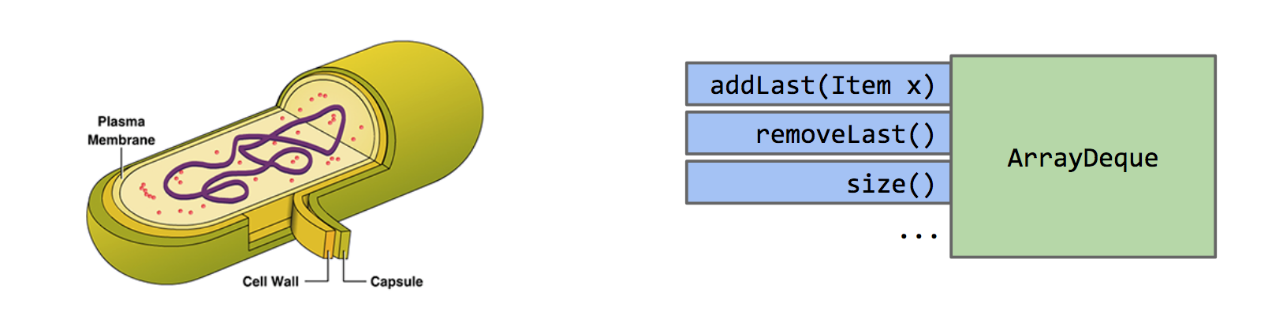 Plasma
Membrane
Cell Wall
Capsule
addLast(Item x)
removeLast()
size()
...
ArrayDeque